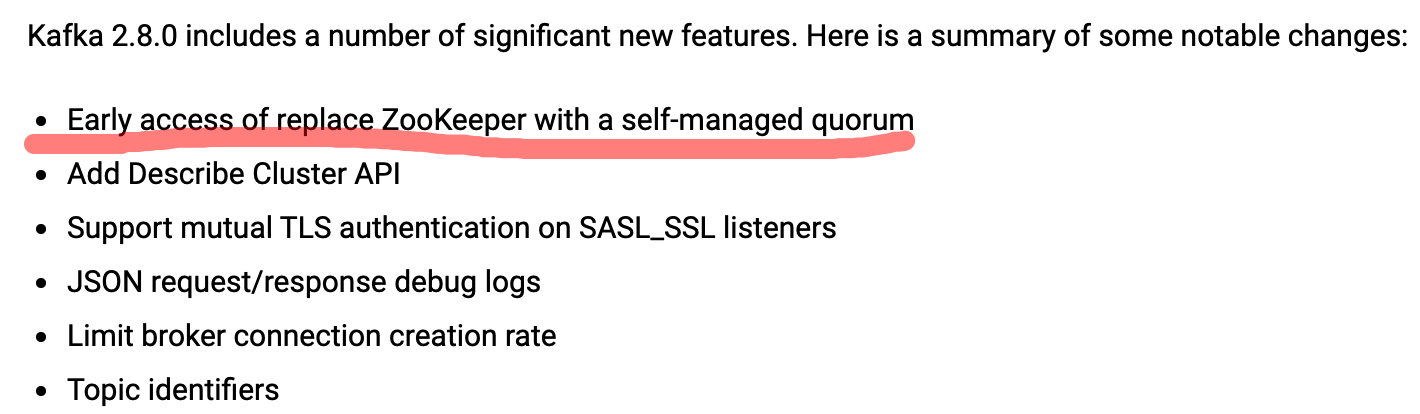 Kafka 2.8.0 includes a number of significant new features. Here is a summary of some notable changes:
• Early access of replace ZooKeeper with a self-managed quorum
• Add Describe Cluster API
• Support mutual TLS authentication on SASL_SSL listeners
• JSON request/response debug logs
• Limit broker connection creation rate
• Topic identifiers